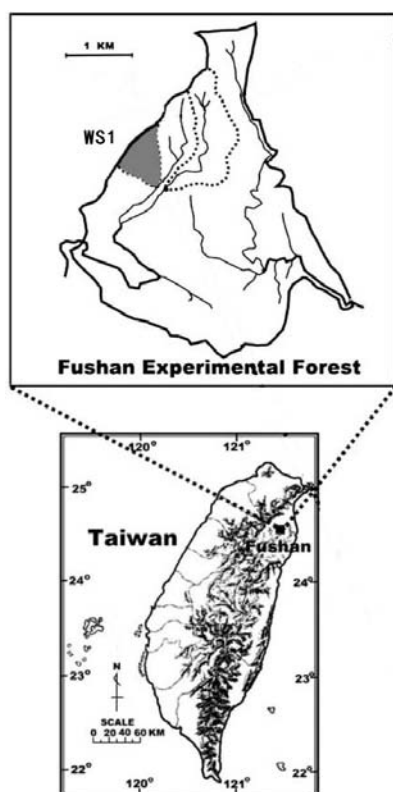 1 KM
WS1
Fushan Experimental Forest
120° 121°
25°
Taiwan
Fushan
24°
24°
23°
23°
N
SCALE
0 20 40 60 KM
22°
22°
120° 121°